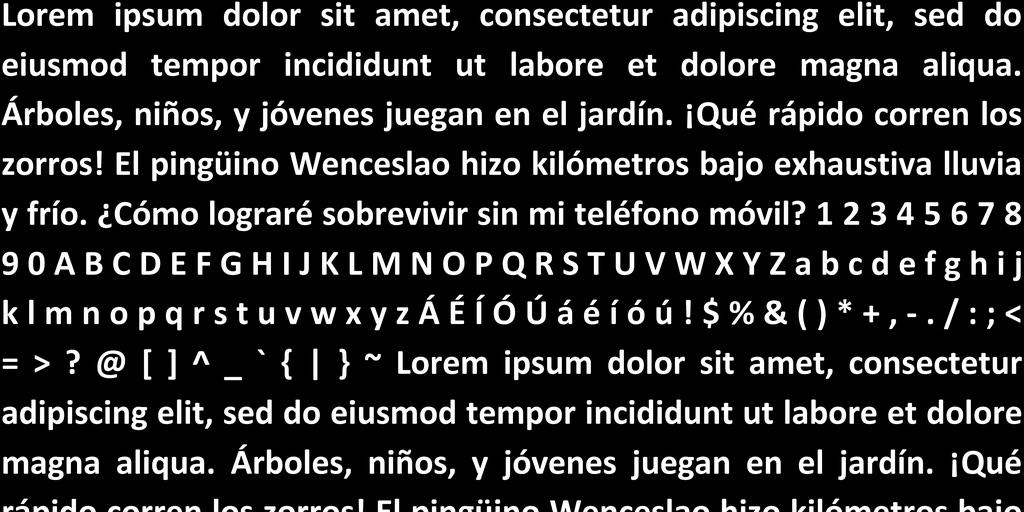 Lorem ipsum dolor sit amet, consectetur adipiscing elit, sed do
eiusmod tempor incididunt ut labore et dolore magna aliqua.
Árboles, niños, y jóvenes juegan en el jardín. ¡Qué rápido corren los
zorros! El pingüino Wenceslao hizo kilómetros bajo exhaustiva lluvia
y frío. ¿Cómo lograré sobrevivir sin mi teléfono móvil? 1 2 3 4 5 6 7 8
9 0 A B C D E F G H I J K L M N O P Q R S T U V W X Y Z a b c d e f g h i j
k l m n o p q r s t u v w x y z Á É Í Ó Ú á é í ó ú ! $ % & ( ) * + , - . / : ; <
= > ? @ [ ] ^ _ ` { | } ~ Lorem ipsum dolor sit amet, consectetur
adipiscing elit, sed do eiusmod tempor incididunt ut labore et dolore
magna aliqua. Árboles, niños, y jóvenes juegan en el jardín. ¡Qué
rápido corren los zorros! El pingüino Wenceslao hizo kilómetros bajo